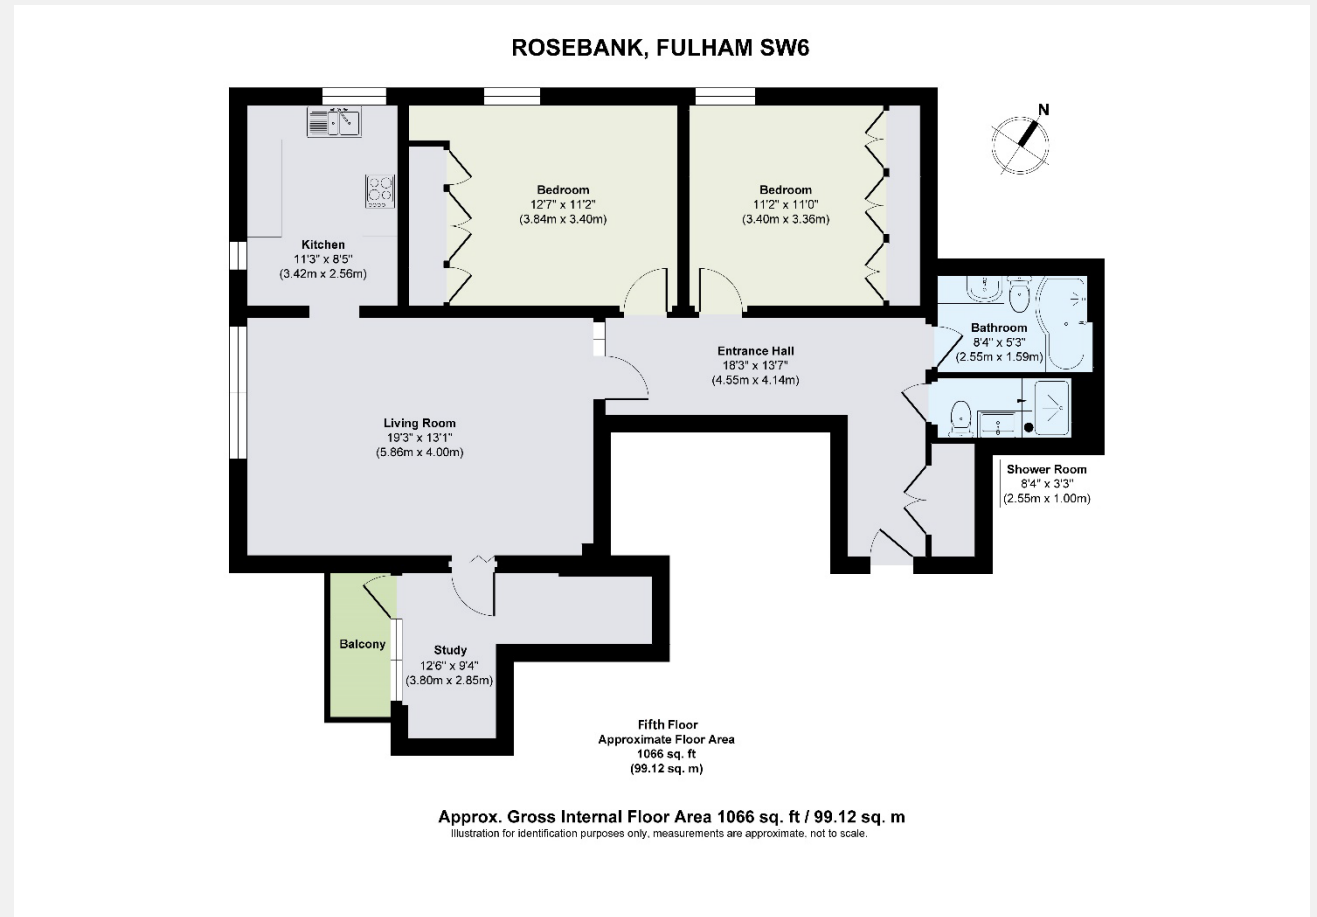 ROSEBANK, FULHAM SW6
N
Bedroom
12'7" x 11'2"
(3.84m x 3.40m)
Bedroom
11'2" x 11'0"
(3.40m x 3.36m)
Kitchen
11'3" x 8'5"
(3.42m x 2.56m)
Bathroom
8'4" x 5'3"
(2.55m x 1.59m)
Entrance Hall
18'3" x 13'7"
(4.55m x 4.14m)
Living Room
19'3" x 13'1"
(5.86m x 4.00m)
Shower Room
8'4" x 3'3"
(2.55m x 1.00m)
Balcony
Study
12'6" x 9'4"
(3.80m x 2.85m)
Fifth Floor
Approximate Floor Area
1066 sq. ft
(99.12 sq. m)
Approx. Gross Internal Floor Area 1066 sq. ft / 99.12 sq. m
Illustration for identification purposes only, measurements are approximate, not to scale.